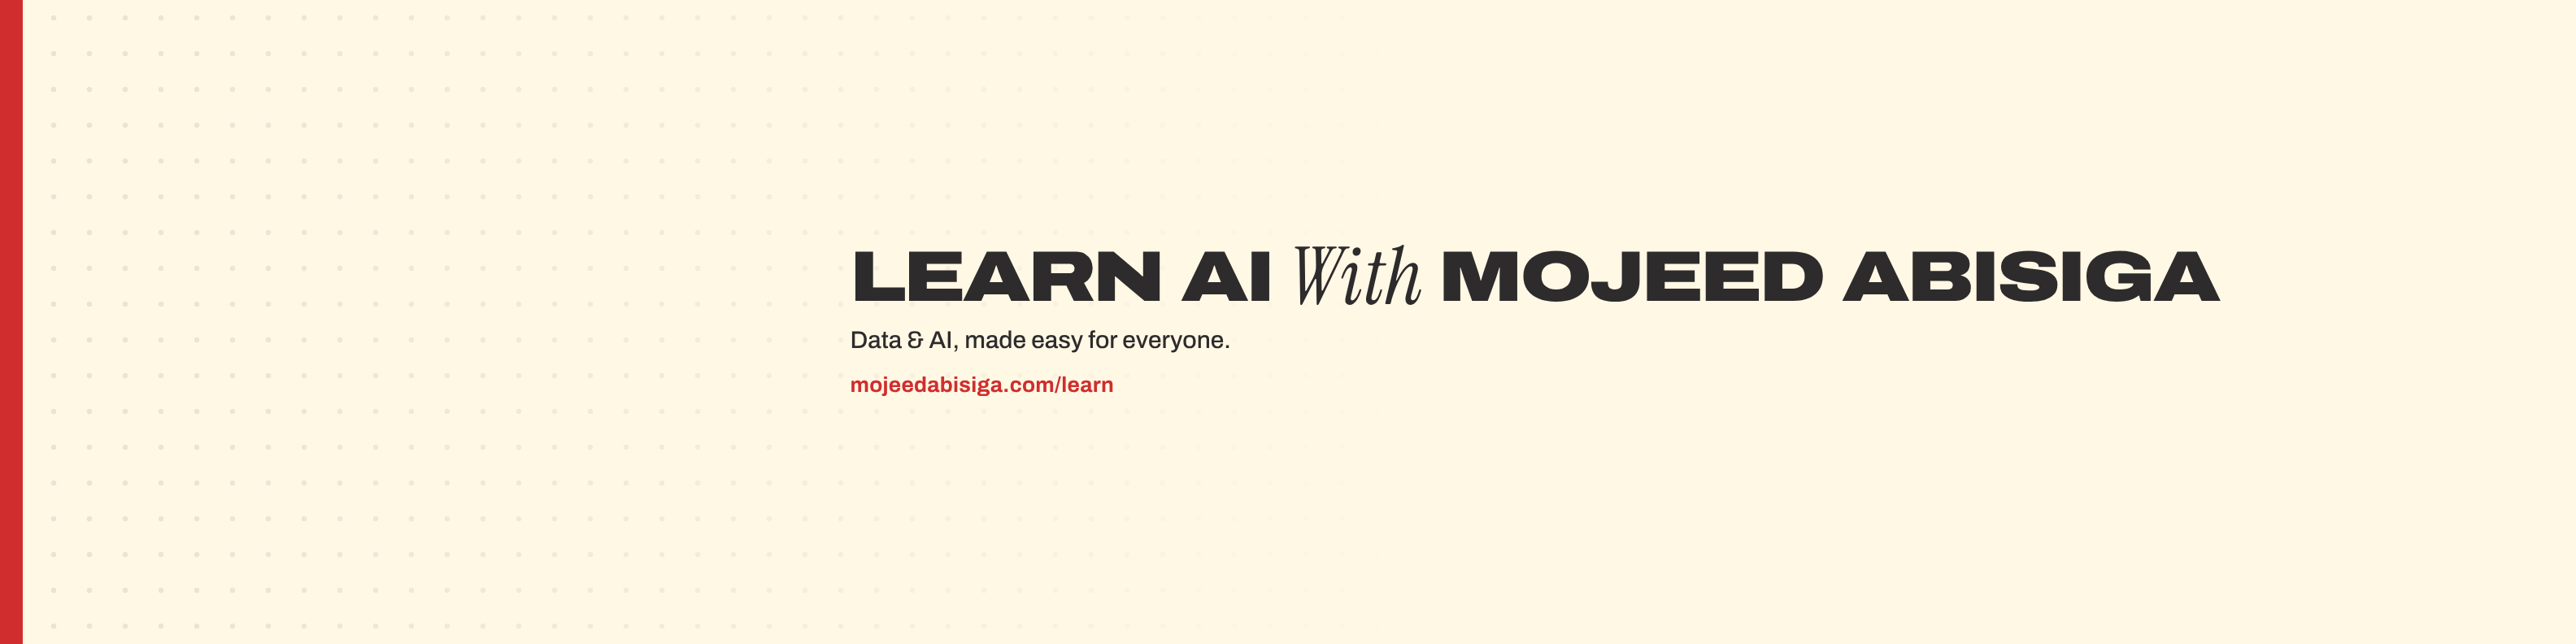 LEARN AI With MOJEED ABISIGA
Data & AI, made easy for everyone.
mojeedabisiga.com/learn